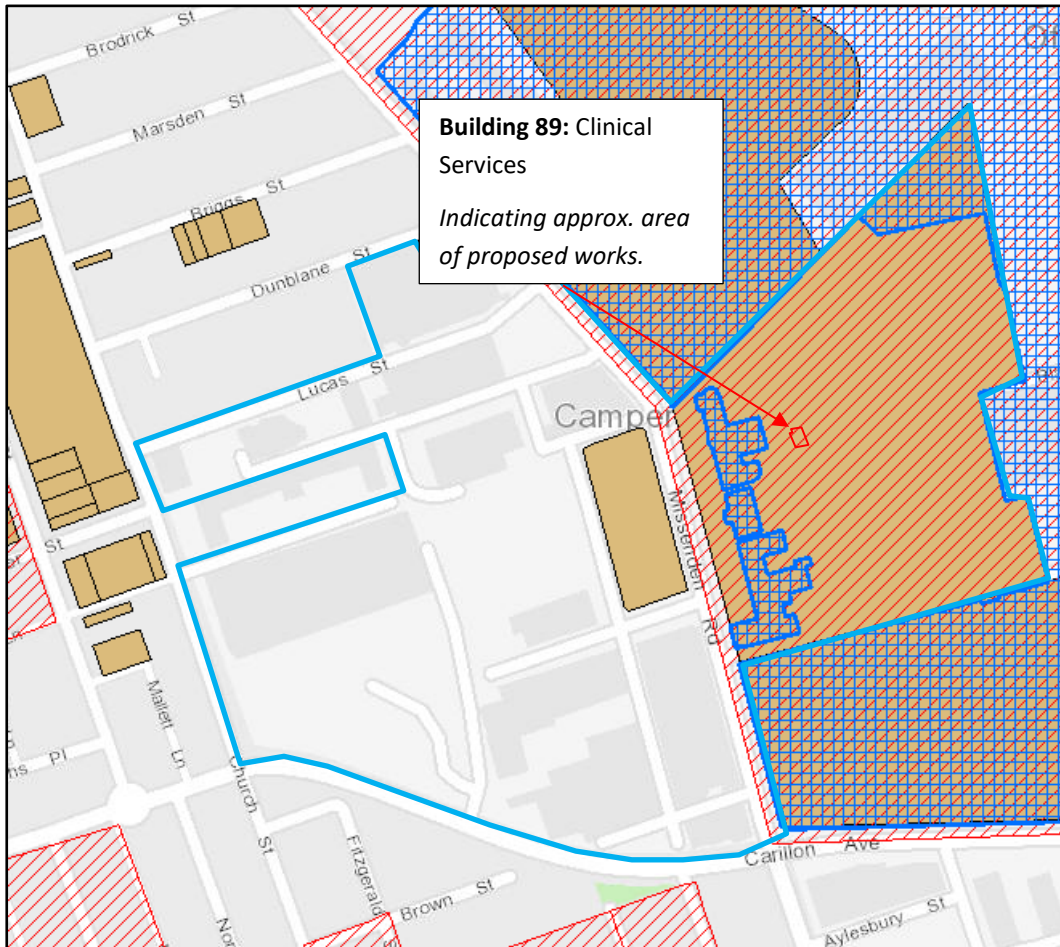 Brodrick St
Marsden St
Briggs St
Dunblane St
Building 89: Clinical
Services
Indicating approx. area
of proposed works.
Lucas St
Camper
Missenden Rd
St
Pl
Mallett Ln
Church St
Fitzgerald
Brown St
Carillon Ave
Aylesbury St